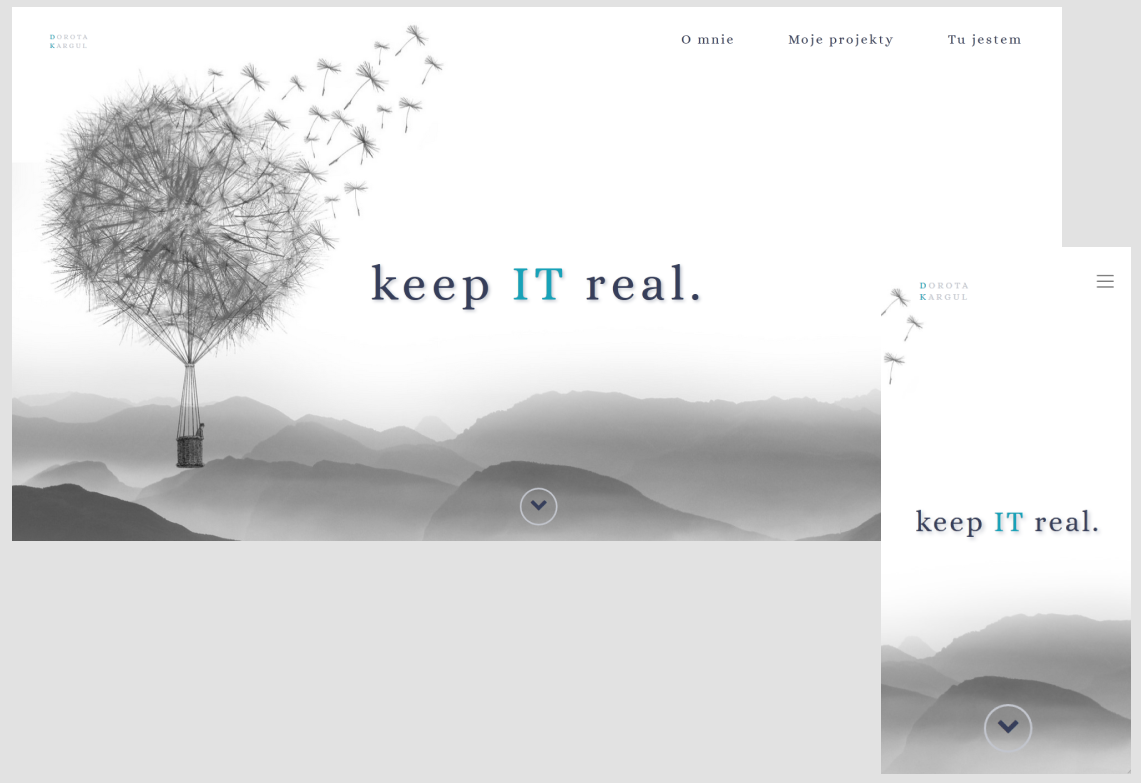 DOROTA
KARGUL
O mnie Moje projekty Tu jestem
keep IT real.
DOROTA
KARGUL
keep IT real.